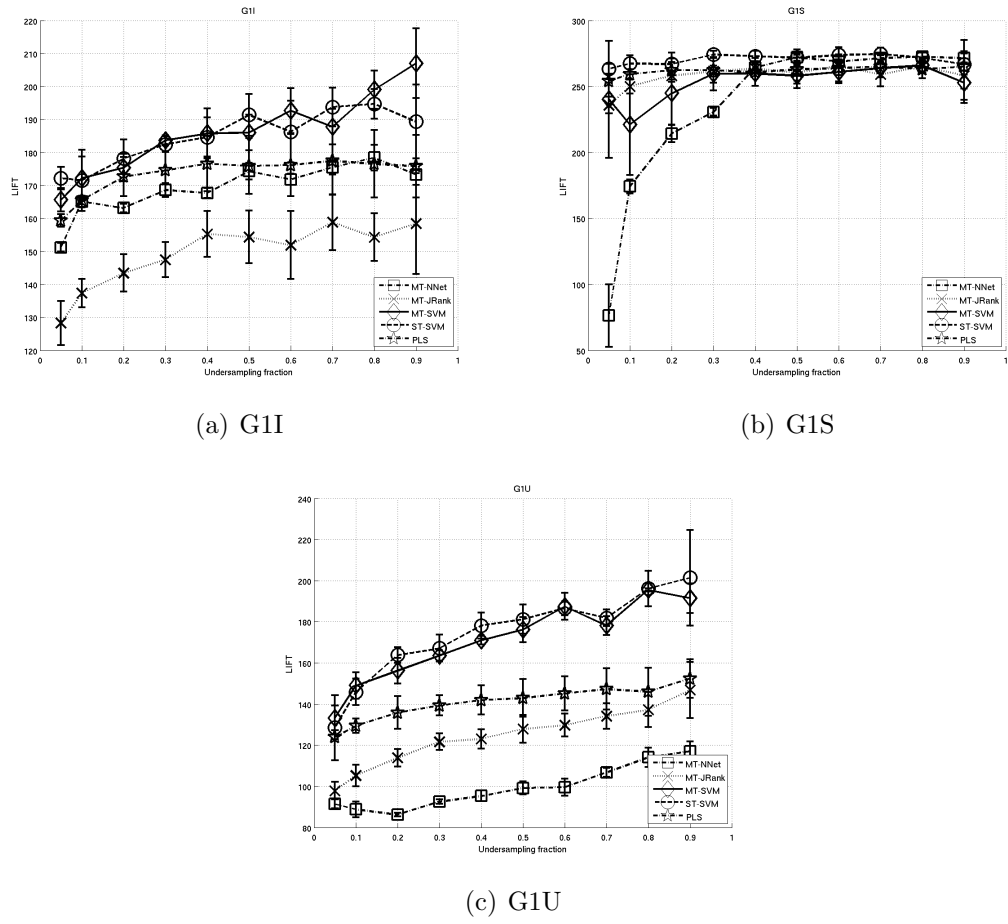 G1I
220
210
200
190
180
170
160
150
140
130
120
LIFT
0 0.1 0.2 0.3 0.4 0.5 0.6 0.7 0.8 0.9 1
Undersampling fraction
MT-NNet
MT-JRank
MT-SVM
ST-SVM
PLS
(a) G1I
G1S
300
250
200
150
100
50
LIFT
0 0.1 0.2 0.3 0.4 0.5 0.6 0.7 0.8 0.9 1
Undersampling fraction
MT-NNet
MT-JRank
MT-SVM
ST-SVM
PLS
(b) G1S
G1U
240
220
200
180
160
140
120
100
80
LIFT
0 0.1 0.2 0.3 0.4 0.5 0.6 0.7 0.8 0.9 1
Undersampling fraction
MT-NNet
MT-JRank
MT-SVM
ST-SVM
PLS
(c) G1U